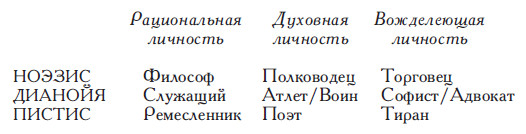 Рациональная Духовная Вожделеющая
личность личность личность
НОЭЗИС Философ Полководец Торговец
ДИАНОЙЯ Служащий Атлет/Воин Софист/Адвокат
ПИСТИС Ремесленник Поэт Тиран